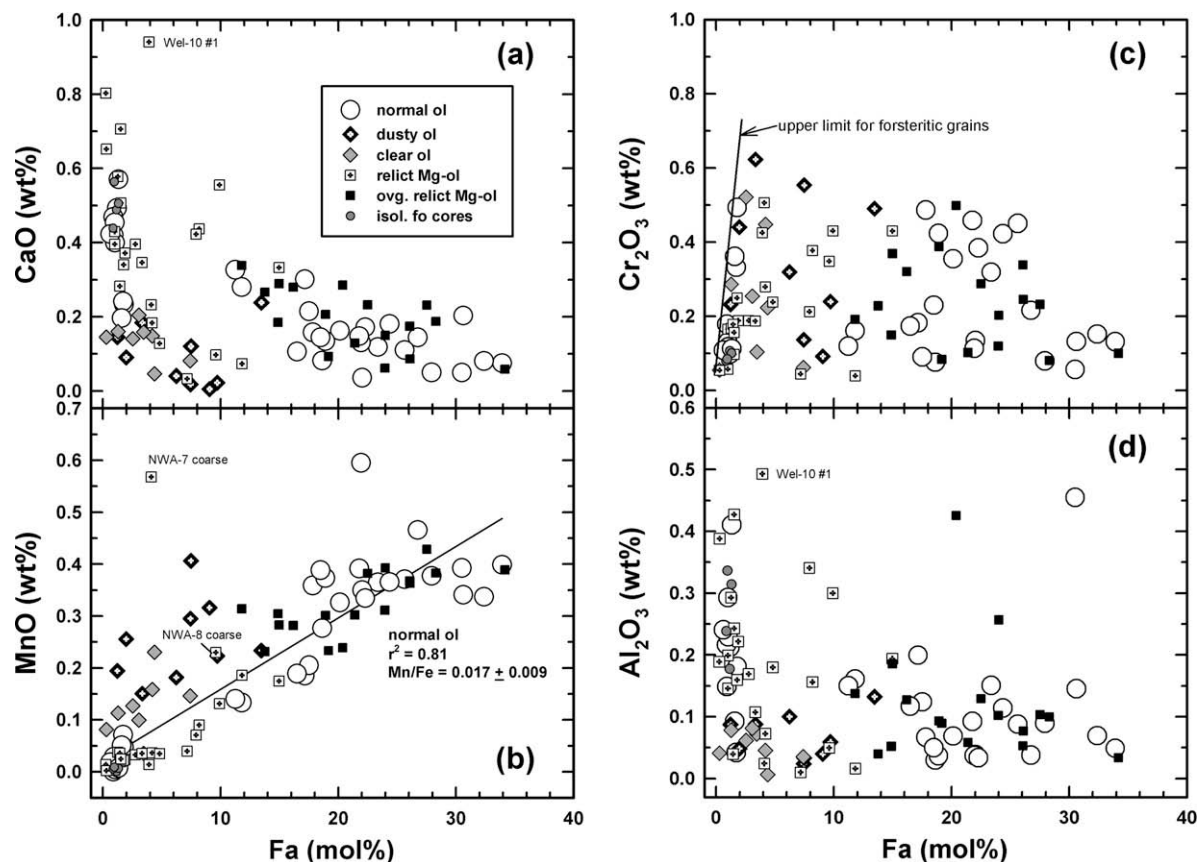 (a)
Wel-10 #1
normal ol
dusty ol
clear ol
relict Mg-ol
ovg. relict Mg-ol
isol. fo cores
CaO (wt%)
1.0
0.8
0.6
0.4
0.2
0.0
(b)
NWA-7 coarse
NWA-8 coarse
normal ol
r² = 0.81
Mn/Fe = 0.017 ± 0.009
MnO (wt%)
0.7
0.6
0.5
0.4
0.3
0.2
0.1
0.0
0 10 20 30 40
Fa (mol%)
(c)
upper limit for forsteritic grains
Cr₂O₃ (wt%)
1.0
0.8
0.6
0.4
0.2
0.0
(d)
Wel-10 #1
Al₂O₃ (wt%)
0.6
0.5
0.4
0.3
0.2
0.1
0.0
0 10 20 30 40
Fa (mol%)